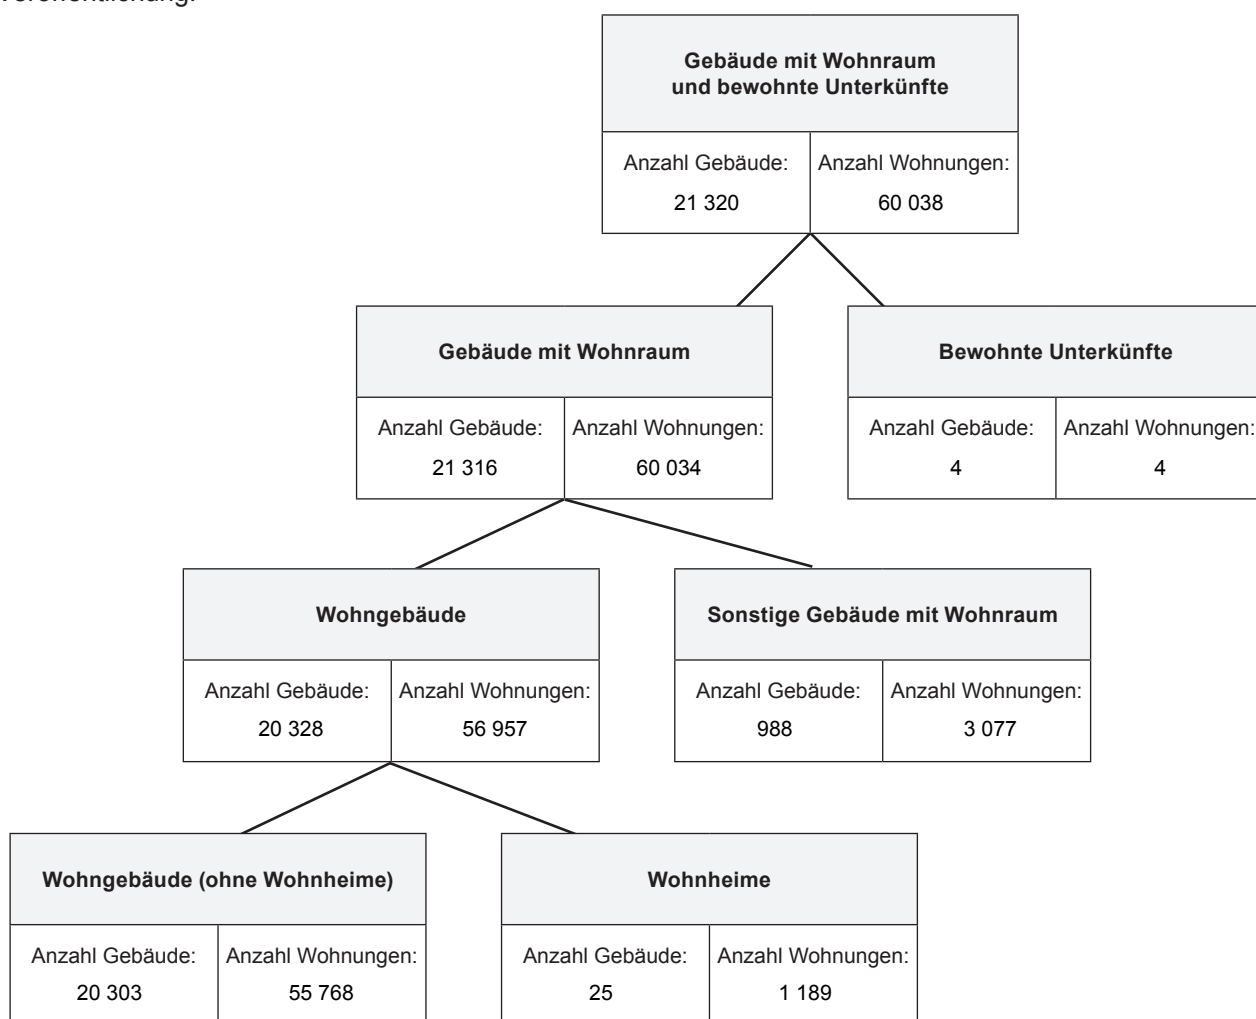 Veröffentlichung.
Gebäude mit Wohnraum
und bewohnte Unterkünfte
Anzahl Gebäude: Anzahl Wohnungen:
21 320 60 038
Gebäude mit Wohnraum Bewohnte Unterkünfte
Anzahl Gebäude: Anzahl Wohnungen: Anzahl Gebäude: Anzahl Wohnungen:
21 316 60 034 4 4
Wohngebäude Sonstige Gebäude mit Wohnraum
Anzahl Gebäude: Anzahl Wohnungen: Anzahl Gebäude: Anzahl Wohnungen:
20 328 56 957 988 3 077
Wohngebäude (ohne Wohnheime) Wohnheime
Anzahl Gebäude: Anzahl Wohnungen: Anzahl Gebäude: Anzahl Wohnungen:
20 303 55 768 25 1 189